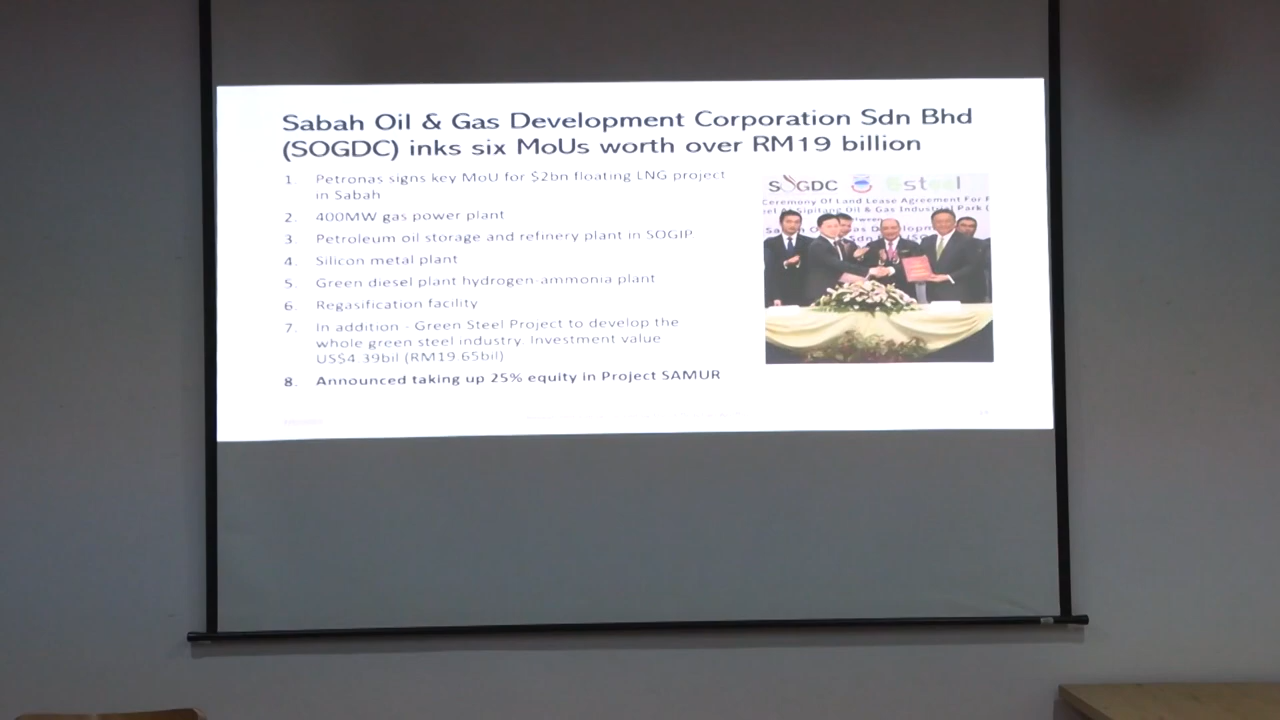 Sabah Oil & Gas Development Corporation Sdn Bhd
(SOGDC) inks six MoUs worth over RM19 billion
1 Petronas signs key MoU for $2bn floating LNG project
in Sabah
2. 400MW gas power plant
3. Petroleum oil storage and refinery plant in SOGIP
4. Silicon metal plant
5. Green diesel plant hydrogen-ammonia plant
6. Regasification facility
7. In addition - Green Steel Project to develop the
whole green steel industry. Investment value
US$4.39bil (RM19.65bil)
8. Announced taking up 25% equity in Project SAMUR
SOGDC
Ceremony Of Land Lease Agreement For
At Sipitang Oil & Gas Industrial Park (